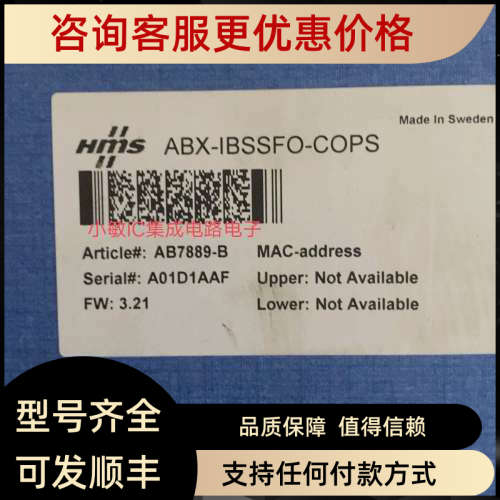 咨询客服更优惠价格
Made In Sweden
HMS
ABX-IBSSFO-COPS
小敏IC集成电路电子
Article#: AB7889-B
MAC-address
Serial#: A01D1AAF
Upper: Not Available
FW: 3.21
Lower: Not Available
型号齐全
品质保障 值得信赖
可发顺丰
支持任何付款方式